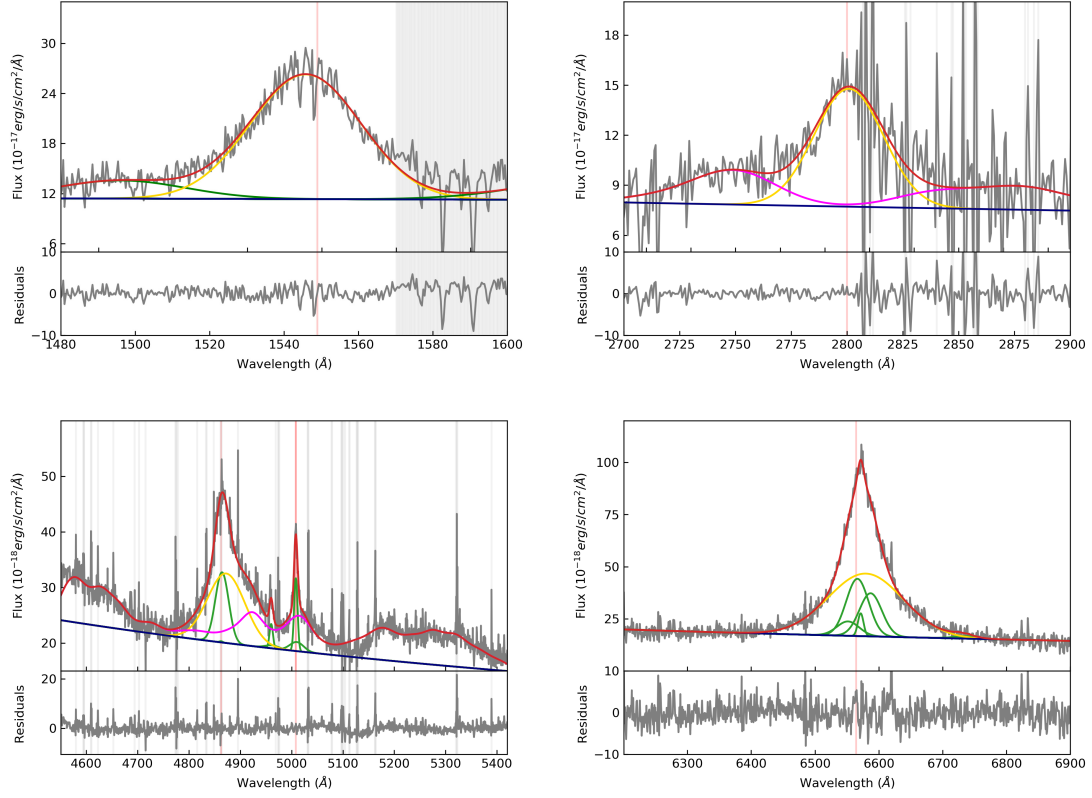 30
24
18
12
6
Flux (10⁻¹⁷erg/s/cm²/Å)
10
0
−10
Residuals
1480 1500 1520 1540 1560 1580 1600
Wavelength (Å)
18
15
12
9
6
Flux (10⁻¹⁷erg/s/cm²/Å)
10
0
−10
Residuals
2700 2725 2750 2775 2800 2825 2850 2875 2900
Wavelength (Å)
50
40
30
20
Flux (10⁻¹⁸erg/s/cm²/Å)
20
0
Residuals
4600 4700 4800 4900 5000 5100 5200 5300 5400
Wavelength (Å)
100
75
50
25
Flux (10⁻¹⁸erg/s/cm²/Å)
10
0
−10
Residuals
6300 6400 6500 6600 6700 6800 6900
Wavelength (Å)